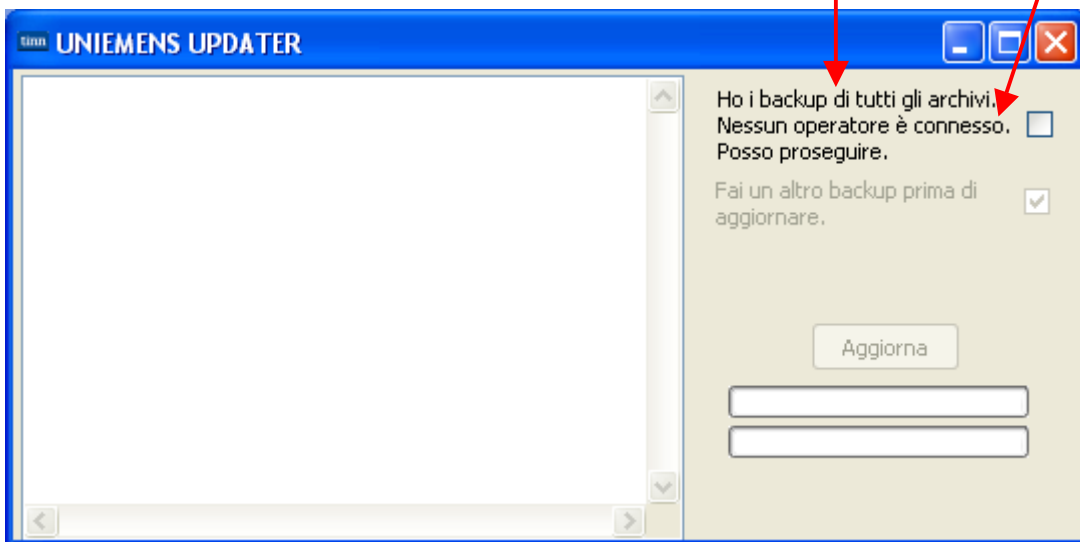 tinn UNIEMENS UPDATER
Ho i backup di tutti gli archivi.
Nessun operatore è connesso.
Posso proseguire.
Fai un altro backup prima di
aggiornare.
Aggiorna